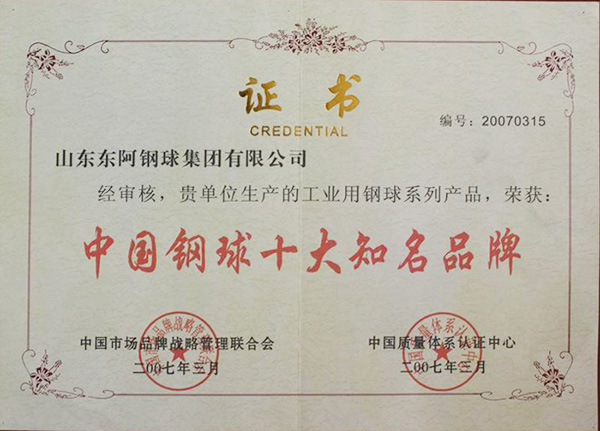 证书
CREDENTIAL
编号：20070315
山东东阿钢球集团有限公司
经审核，贵单位生产的工业用钢球系列产品，荣获：
中国钢球十大知名品牌
中国市场品牌战略管理联合会
二00七年三月
中国质量体系认证中心
二00七年三月